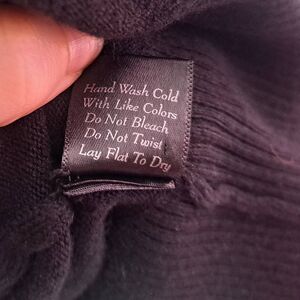 Hand Wash Cold
With Like Colors
Do Not Bleach
Do Not Twist
Lay Flat To Dry